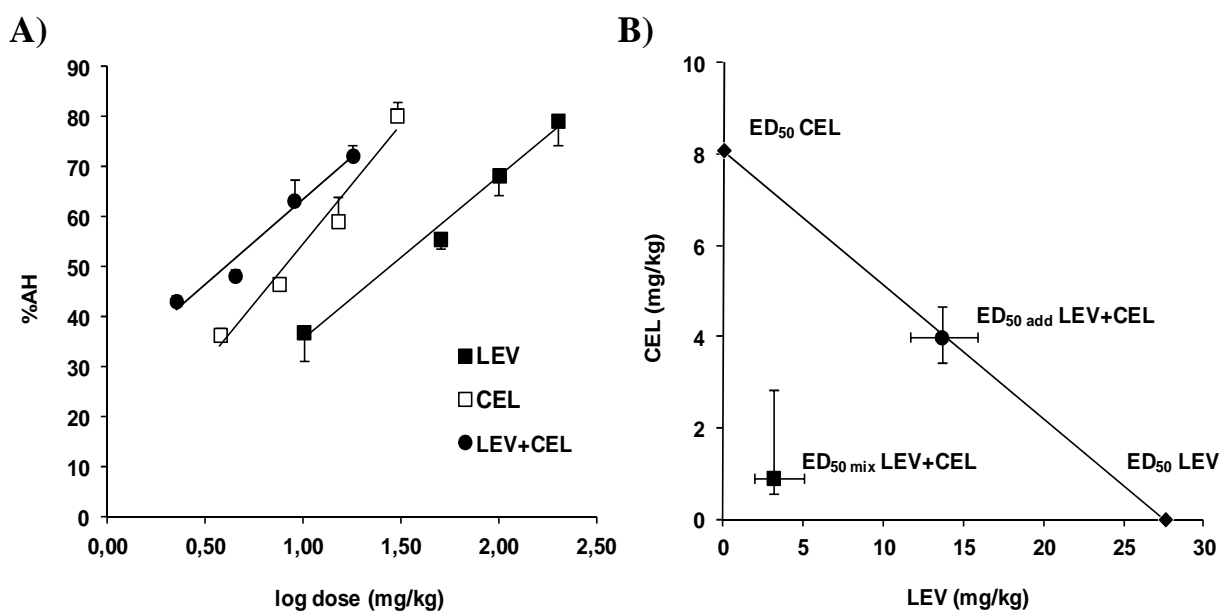 A)
90
80
70
60
50
40
30
20
10
0
%AH
0,00 0,50 1,00 1,50 2,00 2,50
log dose (mg/kg)
LEV
CEL
LEV+CEL
B)
10
8
6
4
2
0
CEL (mg/kg)
0 5 10 15 20 25 30
LEV (mg/kg)
ED50 CEL
ED50 add LEV+CEL
ED50 mix LEV+CEL
ED50 LEV